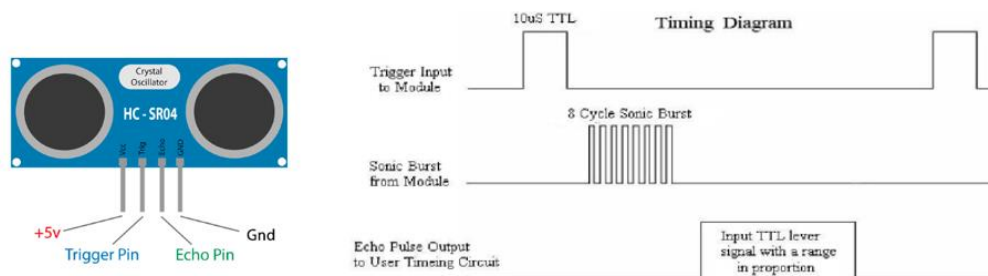 Crystal
Oscillator
HC - SR04
Vcc
Trig
Echo
GND
+5v
Trigger Pin
Echo Pin
Gnd
Timing Diagram
10uS TTL
Trigger Input
to Module
8 Cycle Sonic Burst
Sonic Burst
from Module
Echo Pulse Output
to User Timeing Circuit
Input TTL lever
signal with a range
in proportion